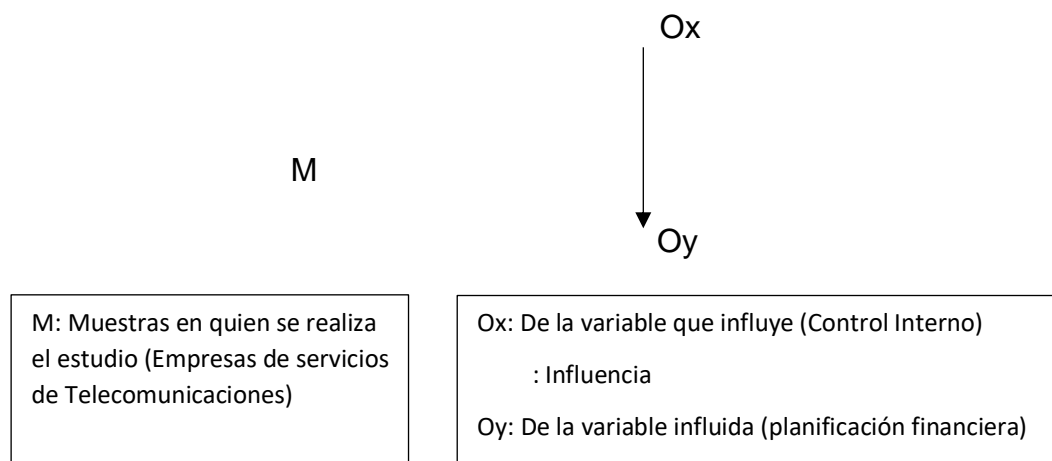 Ox
M
Oy
M: Muestras en quien se realiza
el estudio (Empresas de servicios
de Telecomunicaciones)
Ox: De la variable que influye (Control Interno)
: Influencia
Oy: De la variable influida (planificación financiera)